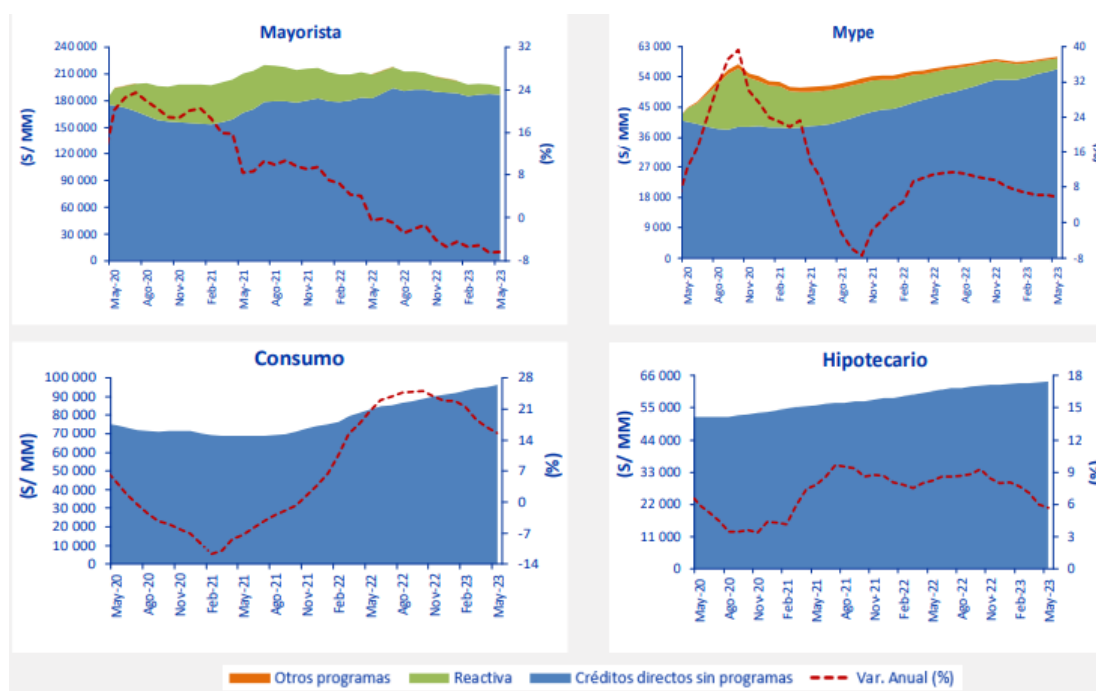 Mayorista
240 000
210 000
180 000
150 000
120 000
90 000
60 000
30 000
0
(S/ MM)
32
24
16
8
0
-8
(%)
May-20
Ago-20
Nov-20
Feb-21
May-21
Ago-21
Nov-21
Feb-22
May-22
Ago-22
Nov-22
Feb-23
May-23
Mype
63 000
54 000
45 000
36 000
27 000
18 000
9 000
0
(S/ MM)
40
32
24
16
8
0
-8
(%)
May-20
Ago-20
Nov-20
Feb-21
May-21
Ago-21
Nov-21
Feb-22
May-22
Ago-22
Nov-22
Feb-23
May-23
Consumo
100 000
90 000
80 000
70 000
60 000
50 000
40 000
30 000
20 000
10 000
0
(S/ MM)
28
21
14
7
0
-7
-14
(%)
May-20
Ago-20
Nov-20
Feb-21
May-21
Ago-21
Nov-21
Feb-22
May-22
Ago-22
Nov-22
Feb-23
May-23
Hipotecario
66 000
55 000
44 000
33 000
22 000
11 000
0
(S/ MM)
18
15
12
9
6
3
0
(%)
May-20
Ago-20
Nov-20
Feb-21
May-21
Ago-21
Nov-21
Feb-22
May-22
Ago-22
Nov-22
Feb-23
May-23
Otros programas Reactiva Créditos directos sin programas Var. Anual (%)